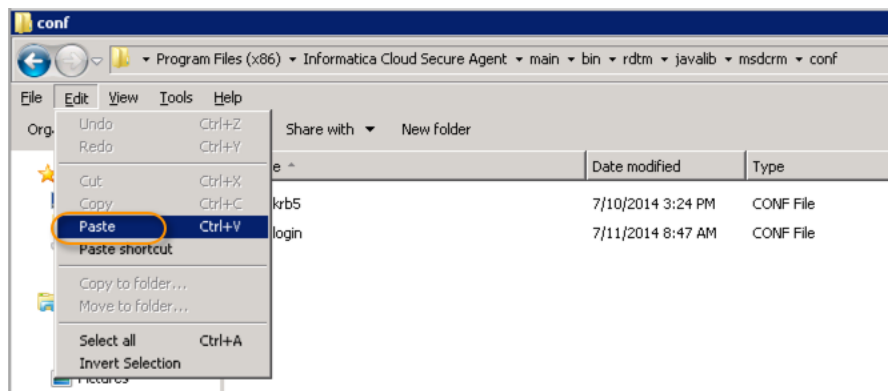 conf
Program Files (x86) Informatica Cloud Secure Agent main bin rdtm javalib msdcrm conf
File Edit View Tools Help
Org Share with New folder
Undo Ctrl+Z
Redo Ctrl+Y
Cut Ctrl+X
Copy Ctrl+C
Paste Ctrl+V
Paste shortcut
Copy to folder...
Move to folder...
Select all Ctrl+A
Invert Selection
Pictures
e Date modified Type
krb5 7/10/2014 3:24 PM CONF File
login 7/11/2014 8:47 AM CONF File